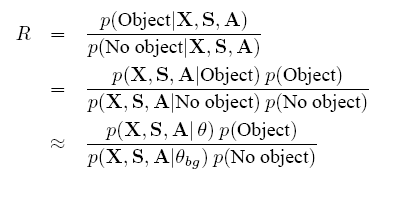 R = p(Object|X, S, A) / p(No object|X, S, A)
= p(X, S, A|Object) p(Object) / p(X, S, A|No object) p(No object)
≈ p(X, S, A| θ) p(Object) / p(X, S, A|θ_bg) p(No object)